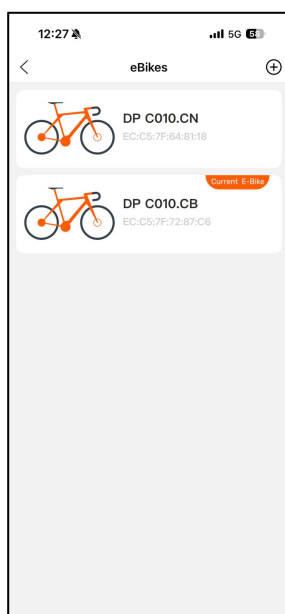 12:27
5G 58
eBikes
DP C010.CN
EC:C5:7F:64:81:18
Current E-Bike
DP C010.CB
EC:C5:7F:72:87:C6